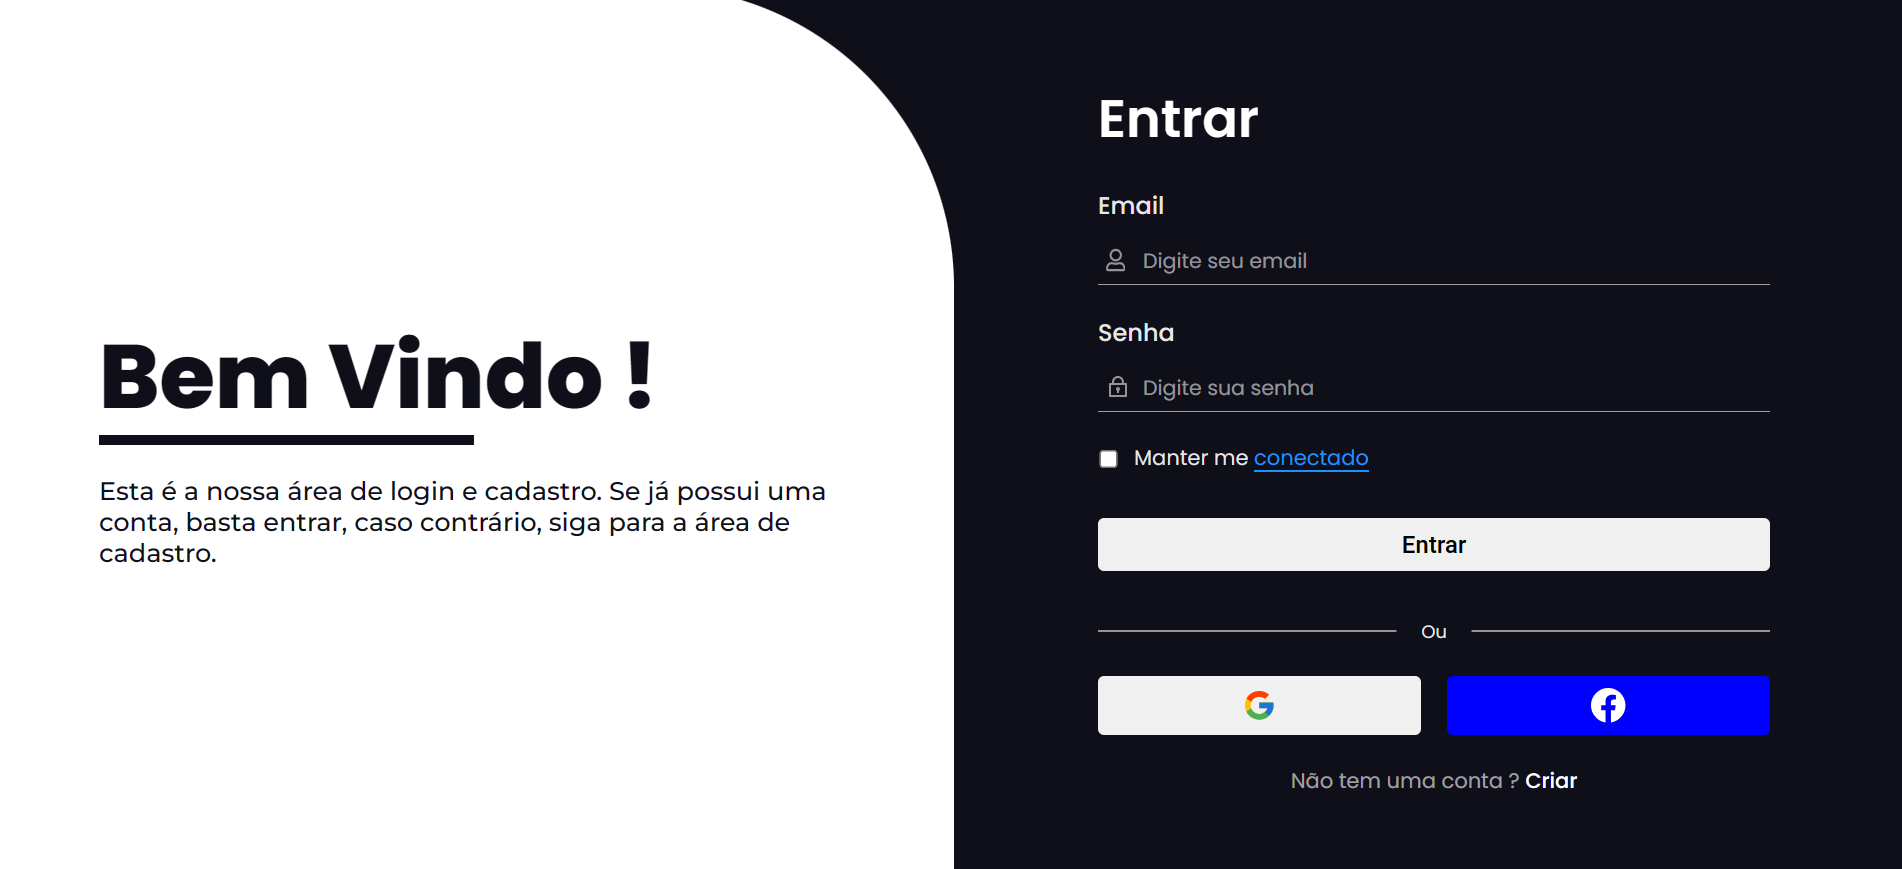 Bem Vindo !
Esta é a nossa área de login e cadastro. Se já possui uma
conta, basta entrar, caso contrário, siga para a área de
cadastro.
Entrar
Email
Digite seu email
Senha
Digite sua senha
Manter me conectado
Entrar
Ou
Não tem uma conta ? Criar